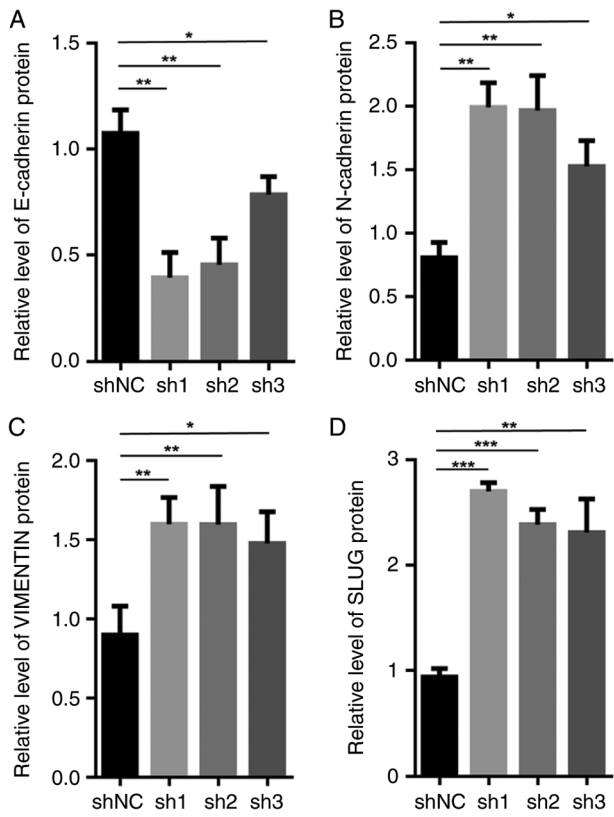 A
Relative level of E-cadherin protein
1.5
1.0
0.5
0.0
*
**
**
shNC sh1 sh2 sh3
B
Relative level of N-cadherin protein
2.5
2.0
1.5
1.0
0.5
0.0
*
**
**
shNC sh1 sh2 sh3
C
Relative level of VIMENTIN protein
2.0
1.5
1.0
0.5
0.0
*
**
**
shNC sh1 sh2 sh3
D
Relative level of SLUG protein
3
2
1
0
**
***
***
shNC sh1 sh2 sh3